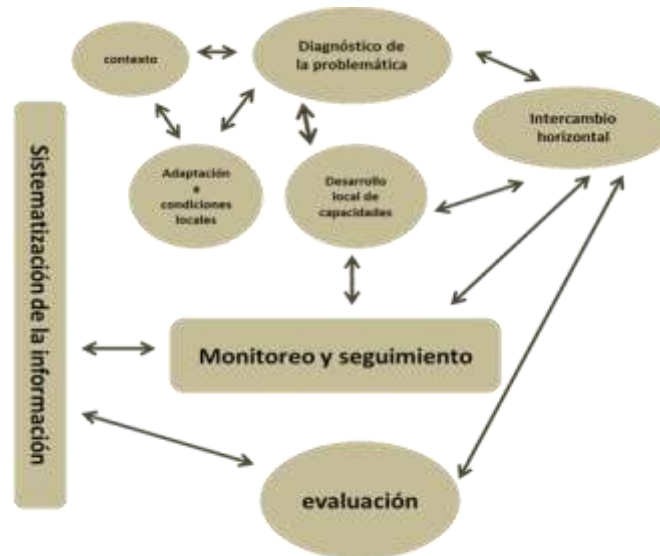 contexto
Diagnóstico de
la problemática
Intercambio
horizontal
Adaptación
a
condiciones
locales
Desarrollo
local de
capacidades
Sistematización de la información
Monitoreo y seguimiento
evaluación